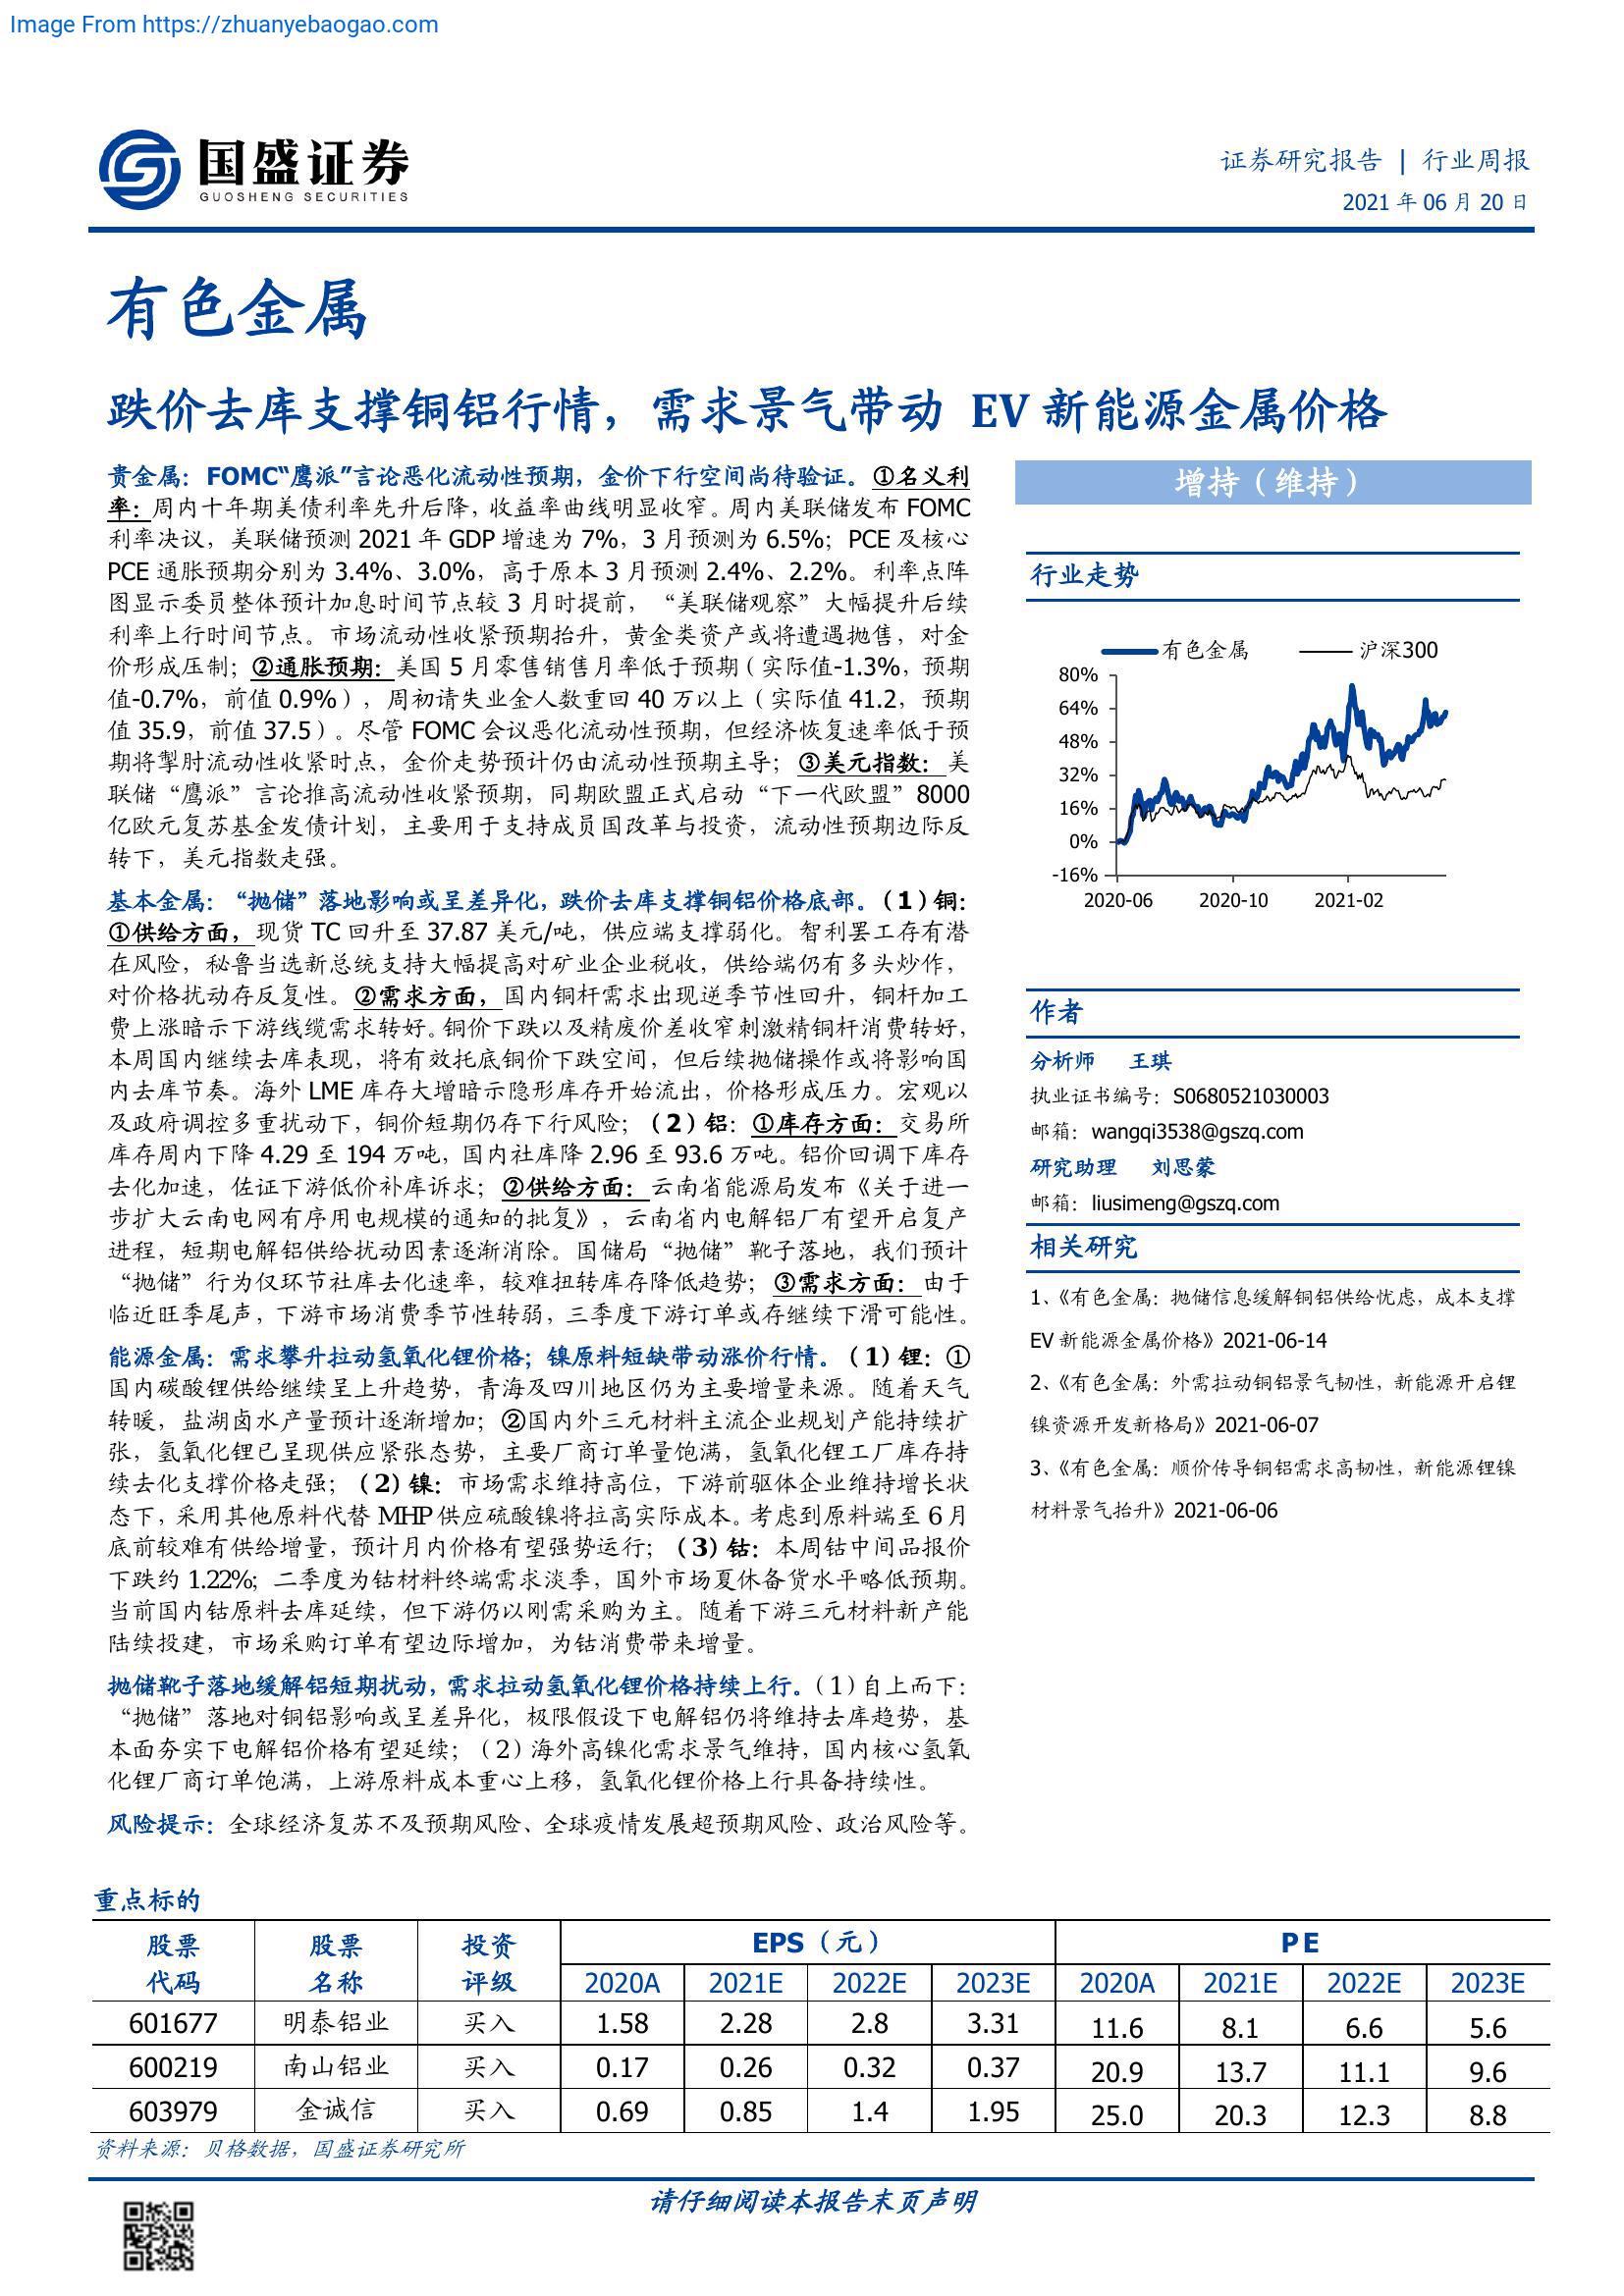 Image From https://zhuanyebaogao.com
国盛证券
GUOSHENG SECURITIES
证券研究报告 | 行业周报
2021 年 06 月 20 日
有色金属
跌价去库支撑铜铝行情，需求景气带动 EV 新能源金属价格
贵金属：FOMC“鹰派”言论恶化流动性预期，金价下行空间尚待验证。①名义利
率：周内十年期美债利率先升后降，收益率曲线明显收窄。周内美联储发布 FOMC
利率决议，美联储预测 2021 年 GDP 增速为 7%，3 月预测为 6.5%；PCE 及核心
PCE 通胀预期分别为 3.4%、3.0%，高于原本 3 月预测 2.4%、2.2%。利率点阵
图显示委员整体预计加息时间节点较 3 月时提前，“美联储观察”大幅提升后续
利率上行时间节点。市场流动性收紧预期抬升，黄金类资产或将遭遇抛售，对金
价形成压制；②通胀预期：美国 5 月零售销售月率低于预期（实际值-1.3%，预期
值-0.7%，前值 0.9%），周初请失业金人数重回 40 万以上（实际值 41.2，预期
值 35.9，前值 37.5）。尽管 FOMC 会议恶化流动性预期，但经济恢复速率低于预
期将掣肘流动性收紧时点，金价走势预计仍由流动性预期主导；③美元指数：美
联储“鹰派”言论推高流动性收紧预期，同期欧盟正式启动“下一代欧盟”8000
亿欧元复苏基金发债计划，主要用于支持成员国改革与投资，流动性预期边际反
转下，美元指数走强。
基本金属：“抛储”落地影响或呈差异化，跌价去库支撑铜铝价格底部。（1）铜：
①供给方面，现货 TC 回升至 37.87 美元/吨，供应端支撑弱化。智利罢工存有潜
在风险，秘鲁当选新总统支持大幅提高对矿业企业税收，供给端仍有多头炒作，
对价格扰动存反复性。②需求方面，国内铜杆需求出现逆季节性回升，铜杆加工
费上涨暗示下游线缆需求转好。铜价下跌以及精废价差收窄刺激精铜杆消费转好，
本周国内继续去库表现，将有效托底铜价下跌空间，但后续抛储操作或将影响国
内去库节奏。海外 LME 库存大增暗示隐形库存开始流出，价格形成压力。宏观以
及政府调控多重扰动下，铜价短期仍存下行风险；（2）铝：①库存方面：交易所
库存周内下降 4.29 至 194 万吨，国内社库降 2.96 至 93.6 万吨。铝价回调下库存
去化加速，佐证下游低价补库诉求；②供给方面：云南省能源局发布《关于进一
步扩大云南电网有序用电规模的通知的批复》，云南省内电解铝厂有望开启复产
进程，短期电解铝供给扰动因素逐渐消除。国储局“抛储”靴子落地，我们预计
“抛储”行为仅环节社库去化速率，较难扭转库存降低趋势；③需求方面：由于
临近旺季尾声，下游市场消费季节性转弱，三季度下游订单或存继续下滑可能性。
能源金属：需求攀升拉动氢氧化锂价格；镍原料短缺带动涨价行情。（1）锂：①
国内碳酸锂供给继续呈上升趋势，青海及四川地区仍为主要增量来源。随着天气
转暖，盐湖卤水产量预计逐渐增加；②国内外三元材料主流企业规划产能持续扩
张，氢氧化锂已呈现供应紧张态势，主要厂商订单量饱满，氢氧化锂工厂库存持
续去化支撑价格走强；（2）镍：市场需求维持高位，下游前驱体企业维持增长状
态下，采用其他原料代替 MHP 供应硫酸镍将拉高实际成本。考虑到原料端至 6 月
底前较难有供给增量，预计月内价格有望强势运行；（3）钴：本周钴中间品报价
下跌约 1.22%；二季度为钴材料终端需求淡季，国外市场夏休备货水平略低预期。
当前国内钴原料去库延续，但下游仍以刚需采购为主。随着下游三元材料新产能
陆续投建，市场采购订单有望边际增加，为钴消费带来增量。
抛储靴子落地缓解铝短期扰动，需求拉动氢氧化锂价格持续上行。（1）自上而下：
“抛储”落地对铜铝影响或呈差异化，极限假设下电解铝仍将维持去库趋势，基
本面夯实下电解铝价格有望延续；（2）海外高镍化需求景气维持，国内核心氢氧
化锂厂商订单饱满，上游原料成本重心上移，氢氧化锂价格上行具备持续性。
风险提示：全球经济复苏不及预期风险、全球疫情发展超预期风险、政治风险等。
增持（维持）
行业走势
有色金属 沪深300
80%
64%
48%
32%
16%
0%
-16%
2020-06 2020-10 2021-02
作者
分析师 王琪
执业证书编号：S0680521030003
邮箱：wangqi3538@gszq.com
研究助理 刘思蒙
邮箱：liusimeng@gszq.com
相关研究
1、《有色金属：抛储信息缓解铜铝供给忧虑，成本支撑
EV 新能源金属价格》2021-06-14
2、《有色金属：外需拉动铜铝景气韧性，新能源开启锂
镍资源开发新格局》2021-06-07
3、《有色金属：顺价传导铜铝需求高韧性，新能源锂镍
材料景气抬升》2021-06-06
重点标的
股票 股票 投资 EPS（元） PE
代码 名称 评级 2020A 2021E 2022E 2023E 2020A 2021E 2022E 2023E
601677 明泰铝业 买入 1.58 2.28 2.8 3.31 11.6 8.1 6.6 5.6
600219 南山铝业 买入 0.17 0.26 0.32 0.37 20.9 13.7 11.1 9.6
603979 金诚信 买入 0.69 0.85 1.4 1.95 25.0 20.3 12.3 8.8
资料来源：贝格数据，国盛证券研究所
请仔细阅读本报告末页声明